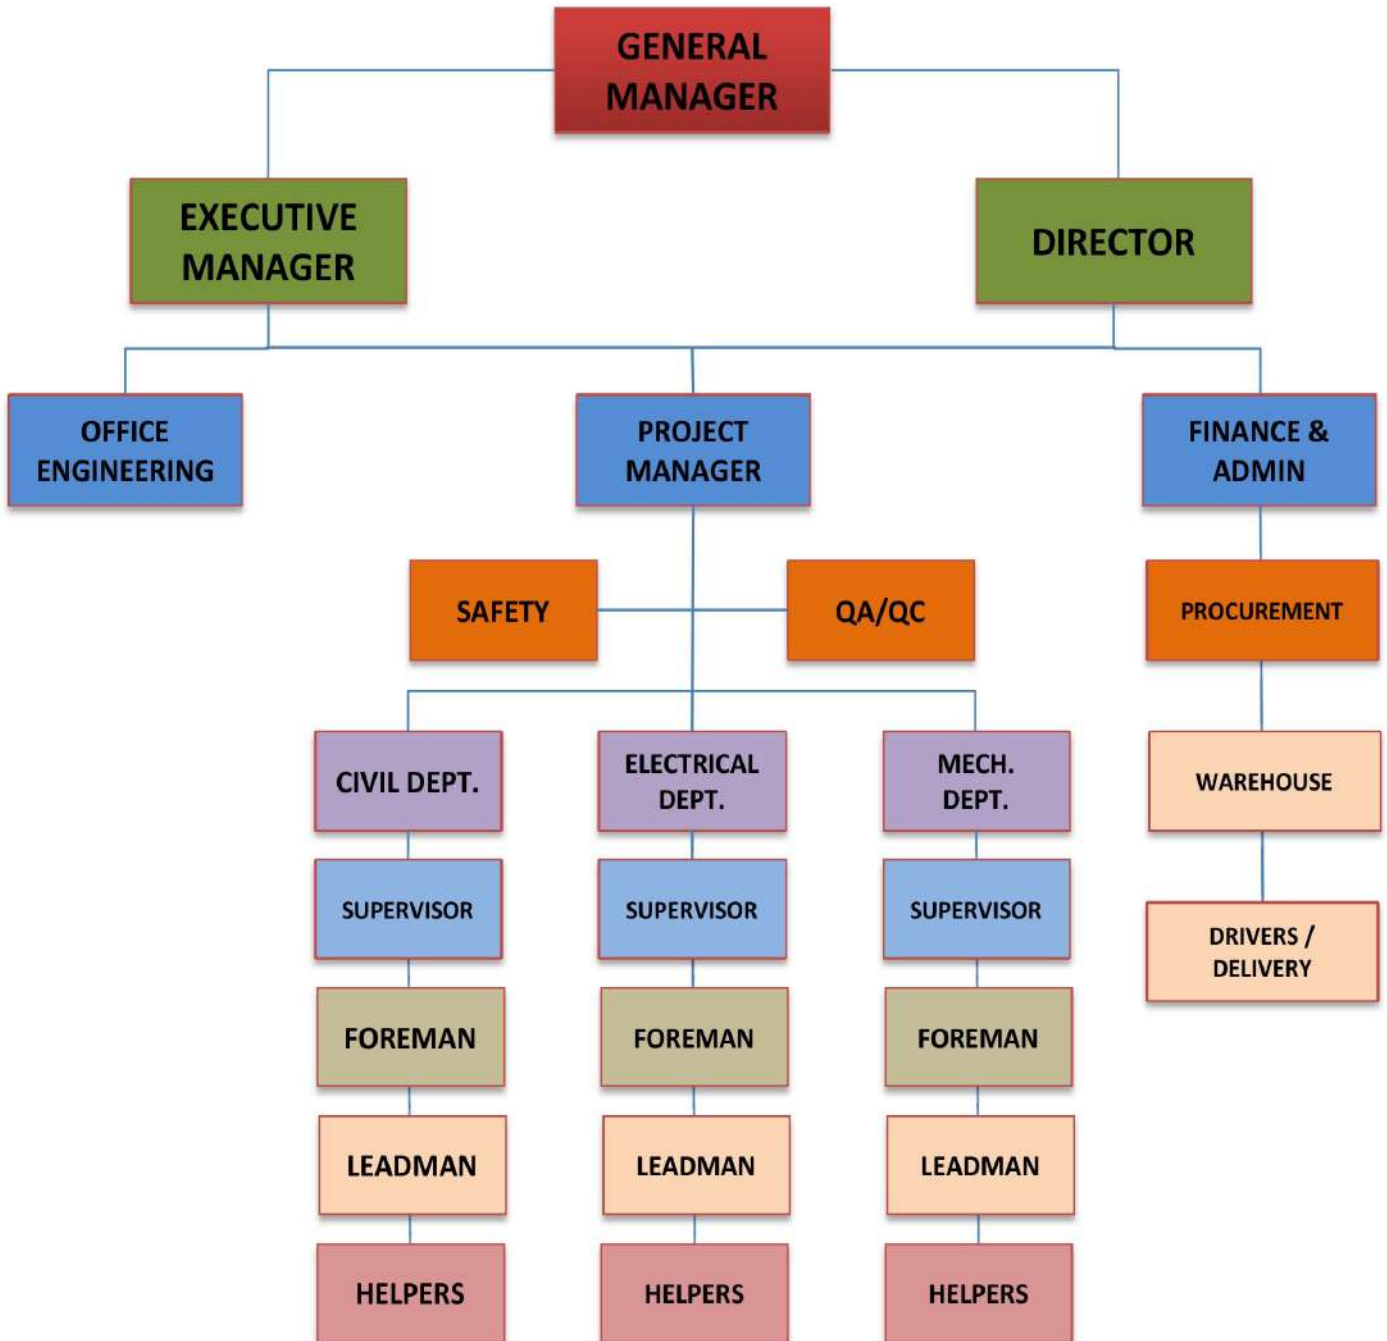 GENERAL
MANAGER
EXECUTIVE
MANAGER
DIRECTOR
OFFICE
ENGINEERING
PROJECT
MANAGER
FINANCE &
ADMIN
SAFETY
QA/QC
PROCUREMENT
CIVIL DEPT.
ELECTRICAL
DEPT.
MECH.
DEPT.
WAREHOUSE
SUPERVISOR
SUPERVISOR
SUPERVISOR
DRIVERS /
DELIVERY
FOREMAN
FOREMAN
FOREMAN
LEADMAN
LEADMAN
LEADMAN
HELPERS
HELPERS
HELPERS